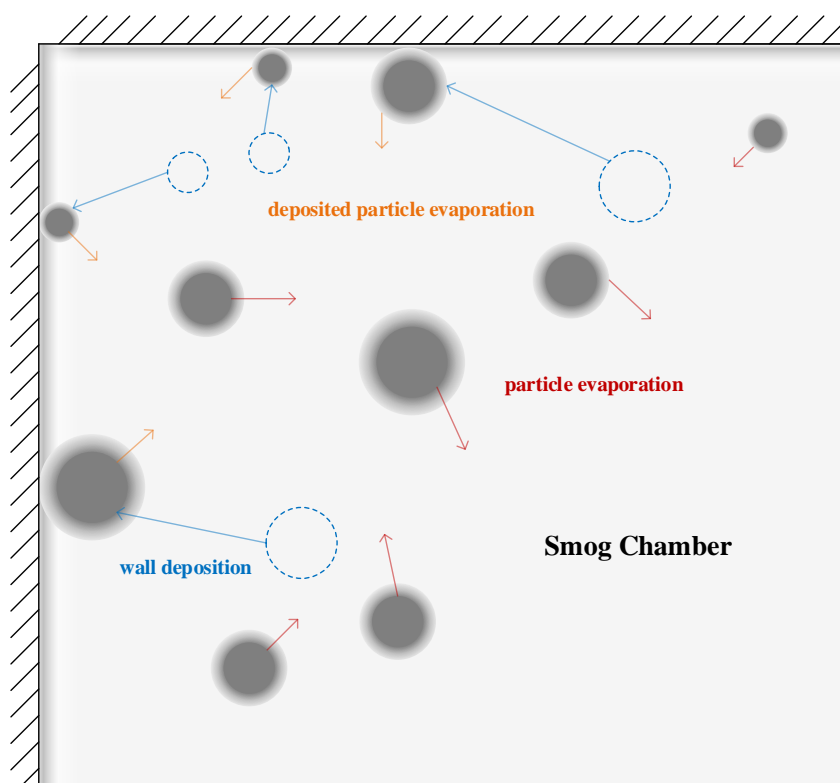 deposited particle evaporation
particle evaporation
Smog Chamber
wall deposition